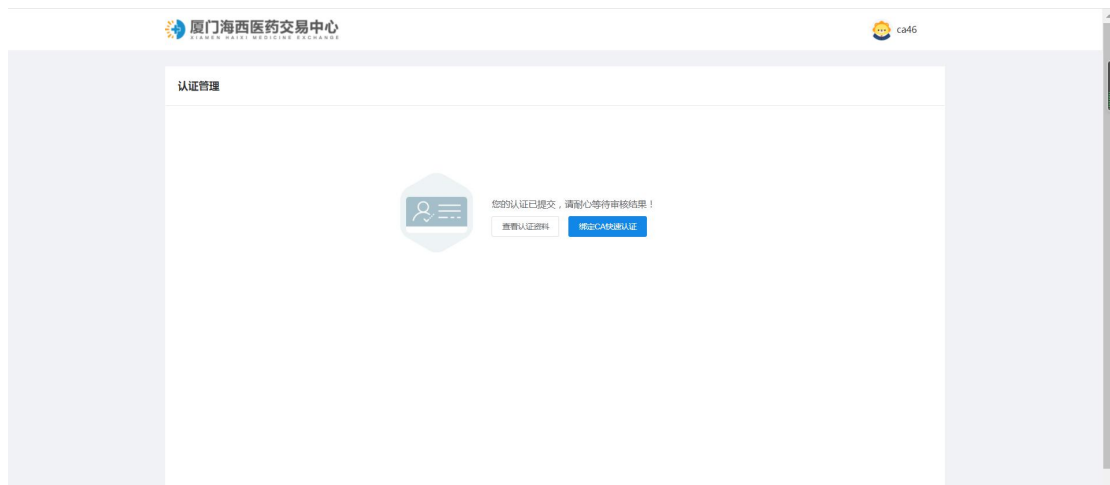 厦门海西医药交易中心
XIAMEN HAIXI MEDICINE EXCHANGE
ca46
认证管理
您的认证已提交，请耐心等待审核结果！
查看认证资料
绑定CA快速认证